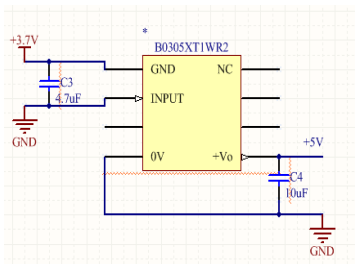 *
+3.7V
B0305XT1WR2
GND
NC
C3
4.7uF
INPUT
GND
+5V
0V
+Vo
C4
10uF
GND